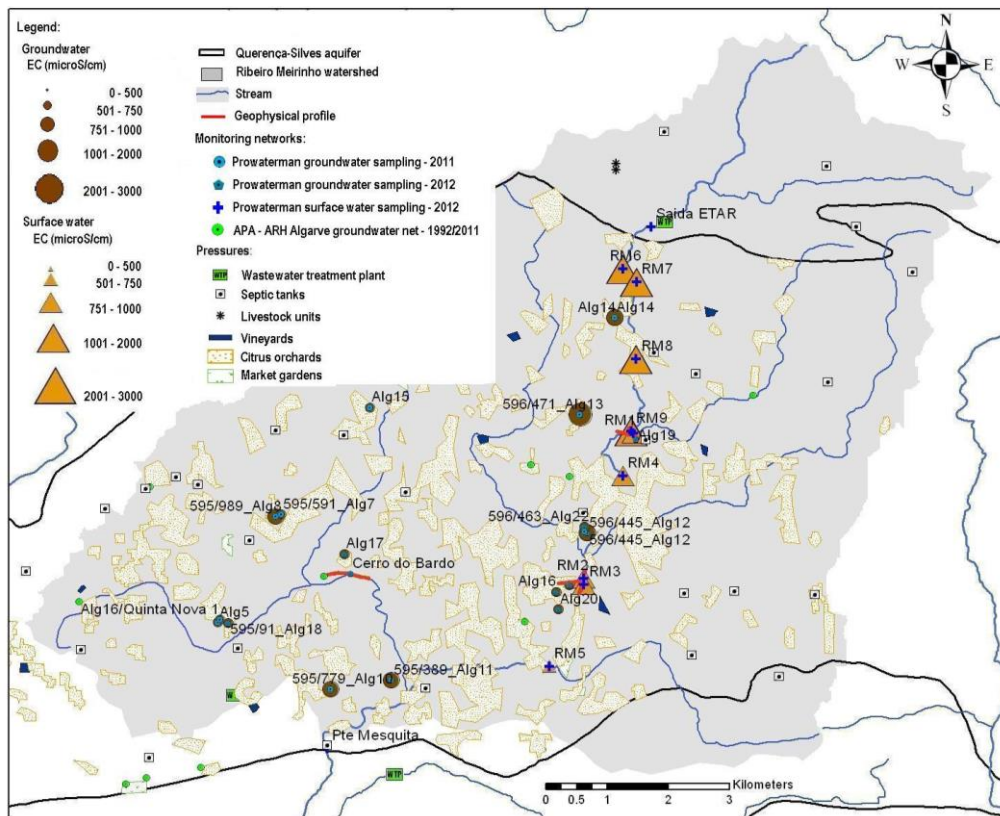 Legend:
Groundwater
EC (microS/cm)
0 - 500
501 - 750
751 - 1000
1001 - 2000
2001 - 3000
Surface water
EC (microS/cm)
0 - 500
501 - 750
751 - 1000
1001 - 2000
2001 - 3000
Querença-Silves aquifer
Ribeiro Meirinho watershed
Stream
Geophysical profile
Monitoring networks:
Prowaterman groundwater sampling - 2011
Prowaterman groundwater sampling - 2012
Prowaterman surface water sampling - 2012
APA - ARH Algarve groundwater net - 1992/2011
Pressures:
WTP
Wastewater treatment plant
Septic tanks
Livestock units
Vineyards
Citrus orchards
Market gardens
N
W
E
S
Saida ETAR
WTP
RM6
RM7
Alg14Alg14
RM8
Alg15
596/471_Alg13
RM1
RM9
Alg19
RM4
595/989_Alg8
595/591_Alg7
596/463_Alg22
596/445_Alg12
596/445_Alg12
Alg17
Cerro do Bardo
RM2
RM3
Alg16
Alg20
Alg16/Quinta Nova 1
Alg5
595/91_Alg18
RM5
595/389_Alg11
595/779_Alg10
Pte Mesquita
WTP
Kilometers
0 0.5 1 2 3